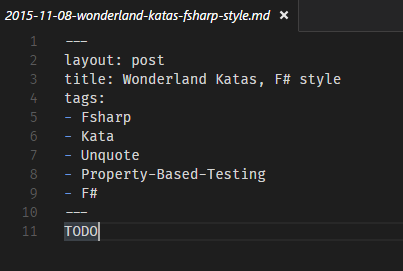 2015-11-08-wonderland-katas-fsharp-style.md ×
1 ---
2 layout: post
3 title: Wonderland Katas, F# style
4 tags:
5 - Fsharp
6 - Kata
7 - Unquote
8 - Property-Based-Testing
9 - F#
10 ---
11 TODO